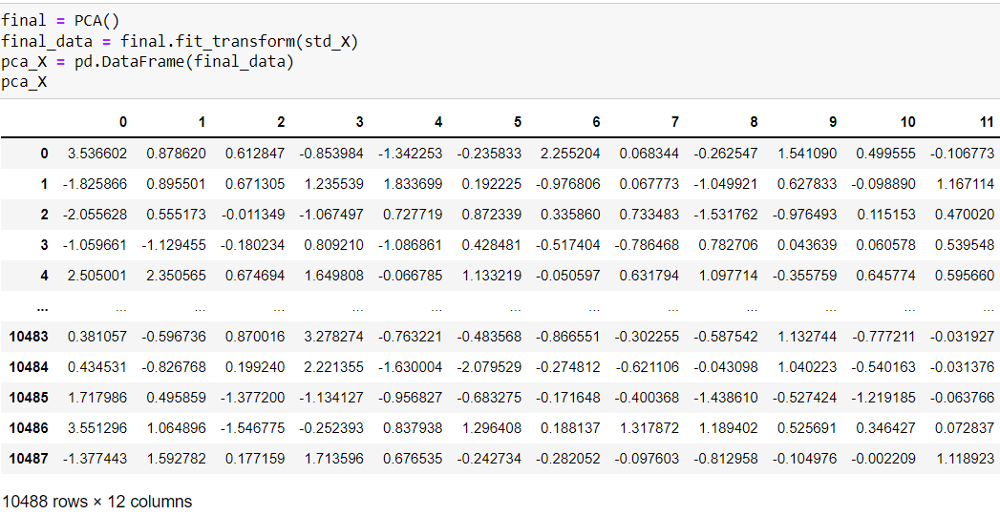 final = PCA()
final_data = final.fit_transform(std_X)
pca_X = pd.DataFrame(final_data)
pca_X
0 1 2 3 4 5 6 7 8 9 10 11
0 3.536602 0.878620 0.612847 -0.853984 -1.342253 -0.235833 2.255204 0.068344 -0.262547 1.541090 0.499555 -0.106773
1 -1.825866 0.895501 0.671305 1.235539 1.833699 0.192225 -0.976806 0.067773 -1.049921 0.627833 -0.098890 1.167114
2 -2.055628 0.555173 -0.011349 -1.067497 0.727719 0.872339 0.335860 0.733483 -1.531762 -0.976493 0.115153 0.470020
3 -1.059661 -1.129455 -0.180234 0.809210 -1.086861 0.428481 -0.517404 -0.786468 0.782706 0.043639 0.060578 0.539548
4 2.505001 2.350565 0.674694 1.649808 -0.066785 1.133219 -0.050597 0.631794 1.097714 -0.355759 0.645774 0.595660
... ... ... ... ... ... ... ... ... ... ... ... ...
10483 0.381057 -0.596736 0.870016 3.278274 -0.763221 -0.483568 -0.866551 -0.302255 -0.587542 1.132744 -0.777211 -0.031927
10484 0.434531 -0.826768 0.199240 2.221355 -1.630004 -2.079529 -0.274812 -0.621106 -0.043098 1.040223 -0.540163 -0.031376
10485 1.717986 0.495859 -1.377200 -1.134127 -0.956827 -0.683275 -0.171648 -0.400368 -1.438610 -0.527424 -1.219185 -0.063766
10486 3.551296 1.064896 -1.546775 -0.252393 0.837938 1.296408 0.188137 1.317872 1.189402 0.525691 0.346427 0.072837
10487 -1.377443 1.592782 0.177159 1.713596 0.676535 -0.242734 -0.282052 -0.097603 -0.812958 -0.104976 -0.002209 1.118923
10488 rows × 12 columns